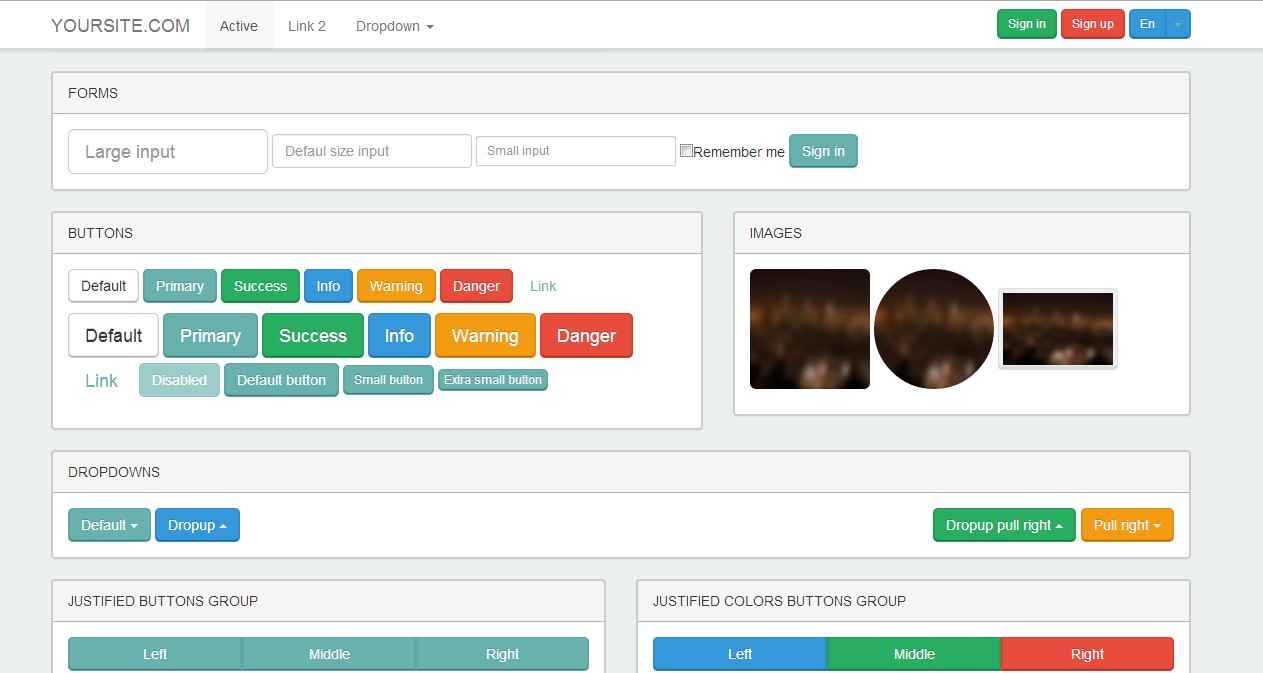 YOURSITE.COM Active Link 2 Dropdown Sign in Sign up En
FORMS
Large input Defaul size input Small input Remember me Sign in
BUTTONS
Default Primary Success Info Warning Danger Link
Default Primary Success Info Warning Danger
Link Disabled Default button Small button Extra small button
IMAGES
DROPDOWNS
Default Dropup Dropup pull right Pull right
JUSTIFIED BUTTONS GROUP
Left Middle Right
JUSTIFIED COLORS BUTTONS GROUP
Left Middle Right